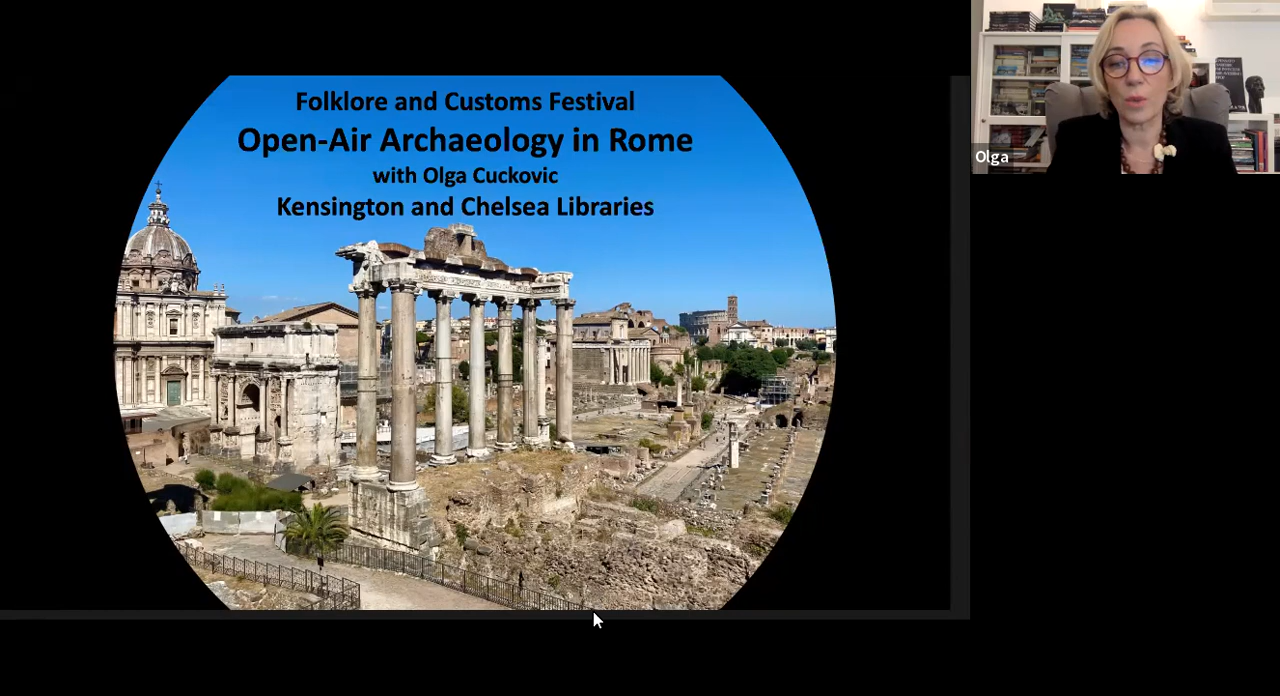 Folklore and Customs Festival
Open-Air Archaeology in Rome
with Olga Cuckovic
Kensington and Chelsea Libraries
Olga